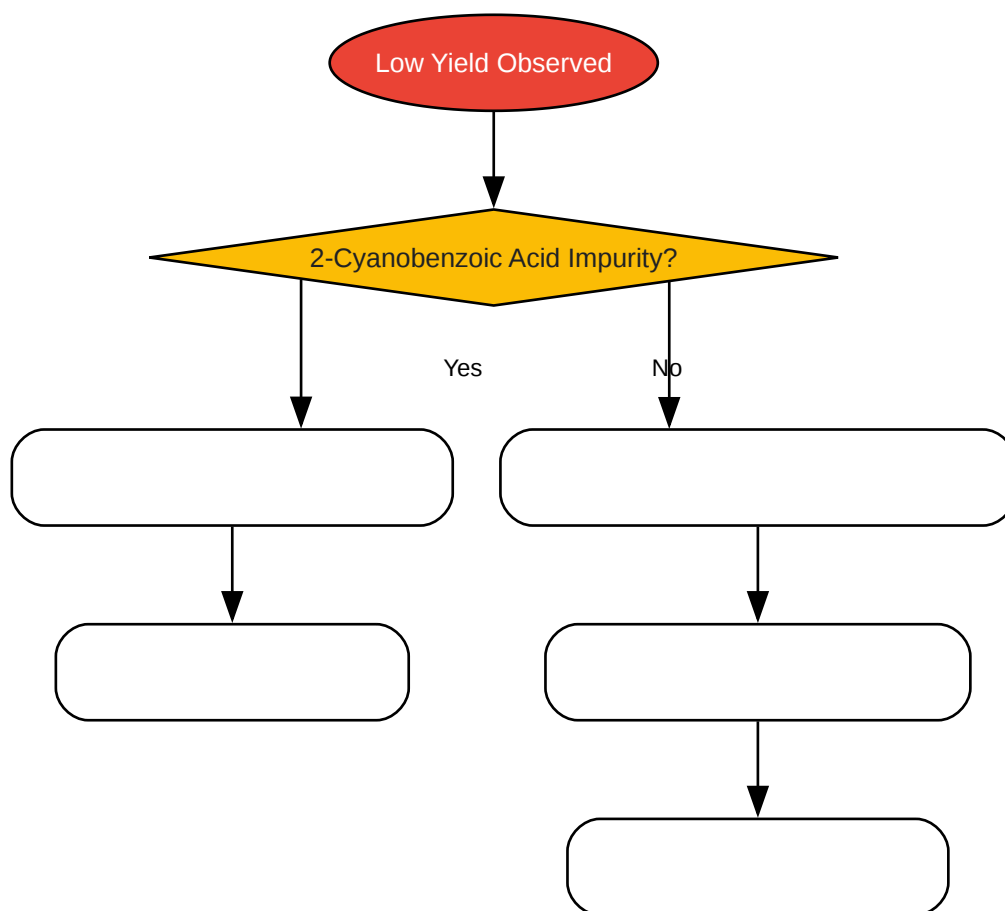 Low Yield Observed
2-Cyanobenzoic Acid Impurity?
Yes
No